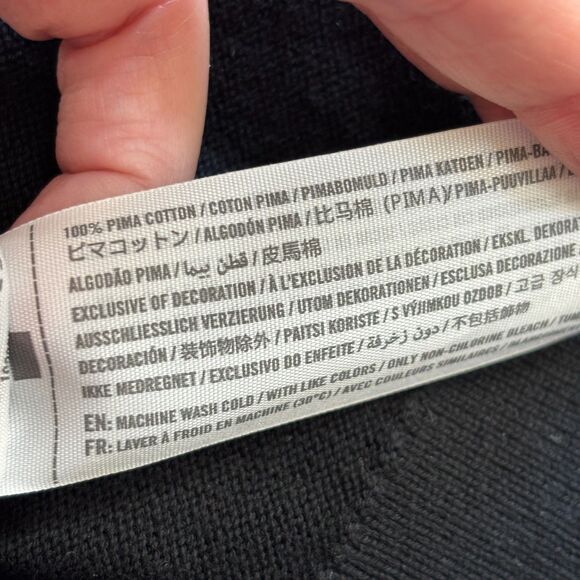 100% PIMA COTTON / COTON PIMA / PIMABOMULD / PIMA KATOEN / PIMA-BA
ピマコットン / ALGODÓN PIMA / 比马棉 (PIMA)/ PIMA-PUUVILLAA /
ALGODÃO PIMA / قطن بيما / 皮馬棉
EXCLUSIVE OF DECORATION / À L'EXCLUSION DE LA DÉCORATION / EKSKL. DEKORA
AUSSCHLIESSLICH VERZIERUNG / UTOM DEKORATIONEN / ESCLUSA DECORAZIONE
DECORACIÓN / 装飾物除外 / PAITSI KORISTE / S VÝJIMKOU OZDOB / 고급 장식
IKKE MEDREGNET / EXCLUSIVO DO ENFEITE / دون زخرفة / 不包括飾物
EN: MACHINE WASH COLD / WITH LIKE COLORS / ONLY NON-CHLORINE BLEACH / TUM
FR: LAVER À FROID EN MACHINE (30°C) / AVEC COULEURS SIMILAIRES /